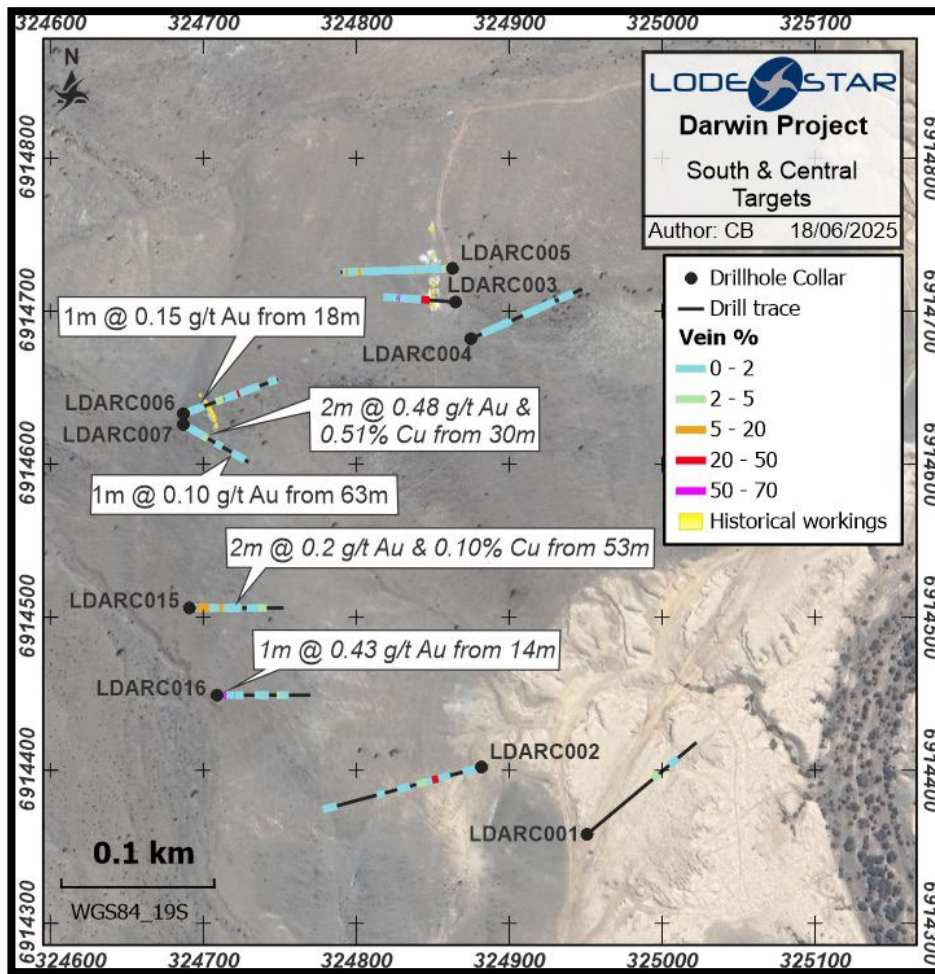 324600 324700 324800 324900 325000 325100
N
LODE STAR
Darwin Project
South & Central
Targets
Author: CB 18/06/2025
Drillhole Collar
Drill trace
Vein %
0 - 2
2 - 5
5 - 20
20 - 50
50 - 70
Historical workings
6914800
6914800
LDARC005
LDARC003
6914700
6914700
1m @ 0.15 g/t Au from 18m
LDARC004
LDARC006
2m @ 0.48 g/t Au &
0.51% Cu from 30m
LDARC007
6914600
6914600
1m @ 0.10 g/t Au from 63m
2m @ 0.2 g/t Au & 0.10% Cu from 53m
LDARC015
6914500
6914500
1m @ 0.43 g/t Au from 14m
LDARC016
LDARC002
6914400
6914400
LDARC001
0.1 km
WGS84_19S
6914300
6914300
324600 324700 324800 324900 325000 325100